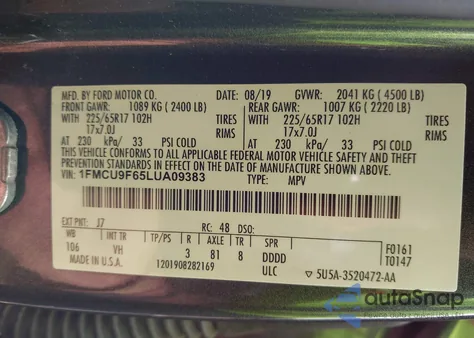 MFD. BY FORD MOTOR CO. 08/19 GVWR: 2041 KG (4500 LB)
FRONT GAWR: 1089 KG (2400 LB) REAR GAWR: 1007 KG (2220 LB)
225/65R17 102H TIRES 225/65R17 102H TIRES
17x7.0J RIMS 17x7.0J RIMS
AT 230 kPa/ 33 PSI COLD AT 230 kPa/ 33 PSI COLD
THIS VEHICLE CONFORMS TO ALL APPLICABLE FEDERAL MOTOR VEHICLE SAFETY, BUMPER, AND
THEFT PREVENTION STANDARDS IN EFFECT ON THE DATE OF MANUFACTURE SHOWN ABOVE.
VIN: 1FMCU9F65LUA09383 TYPE: MPV
EXT PNT: J7 RC: 48 DSO: F0161
WB INT TR TP/PS R AXLE TR SPR T0147
106 VH 3 81 8 DDDD
MADE IN U.S.A. 1201908282169 ULC ▽ 5U5A-3520472-AA
autoSnap